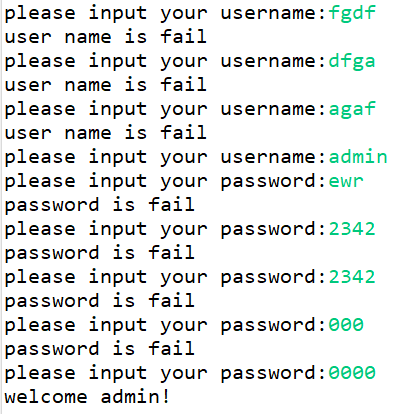 please input your username:fgdf
user name is fail
please input your username:dfga
user name is fail
please input your username:agaf
user name is fail
please input your username:admin
please input your password:ewr
password is fail
please input your password:2342
password is fail
please input your password:2342
password is fail
please input your password:000
password is fail
please input your password:0000
welcome admin!